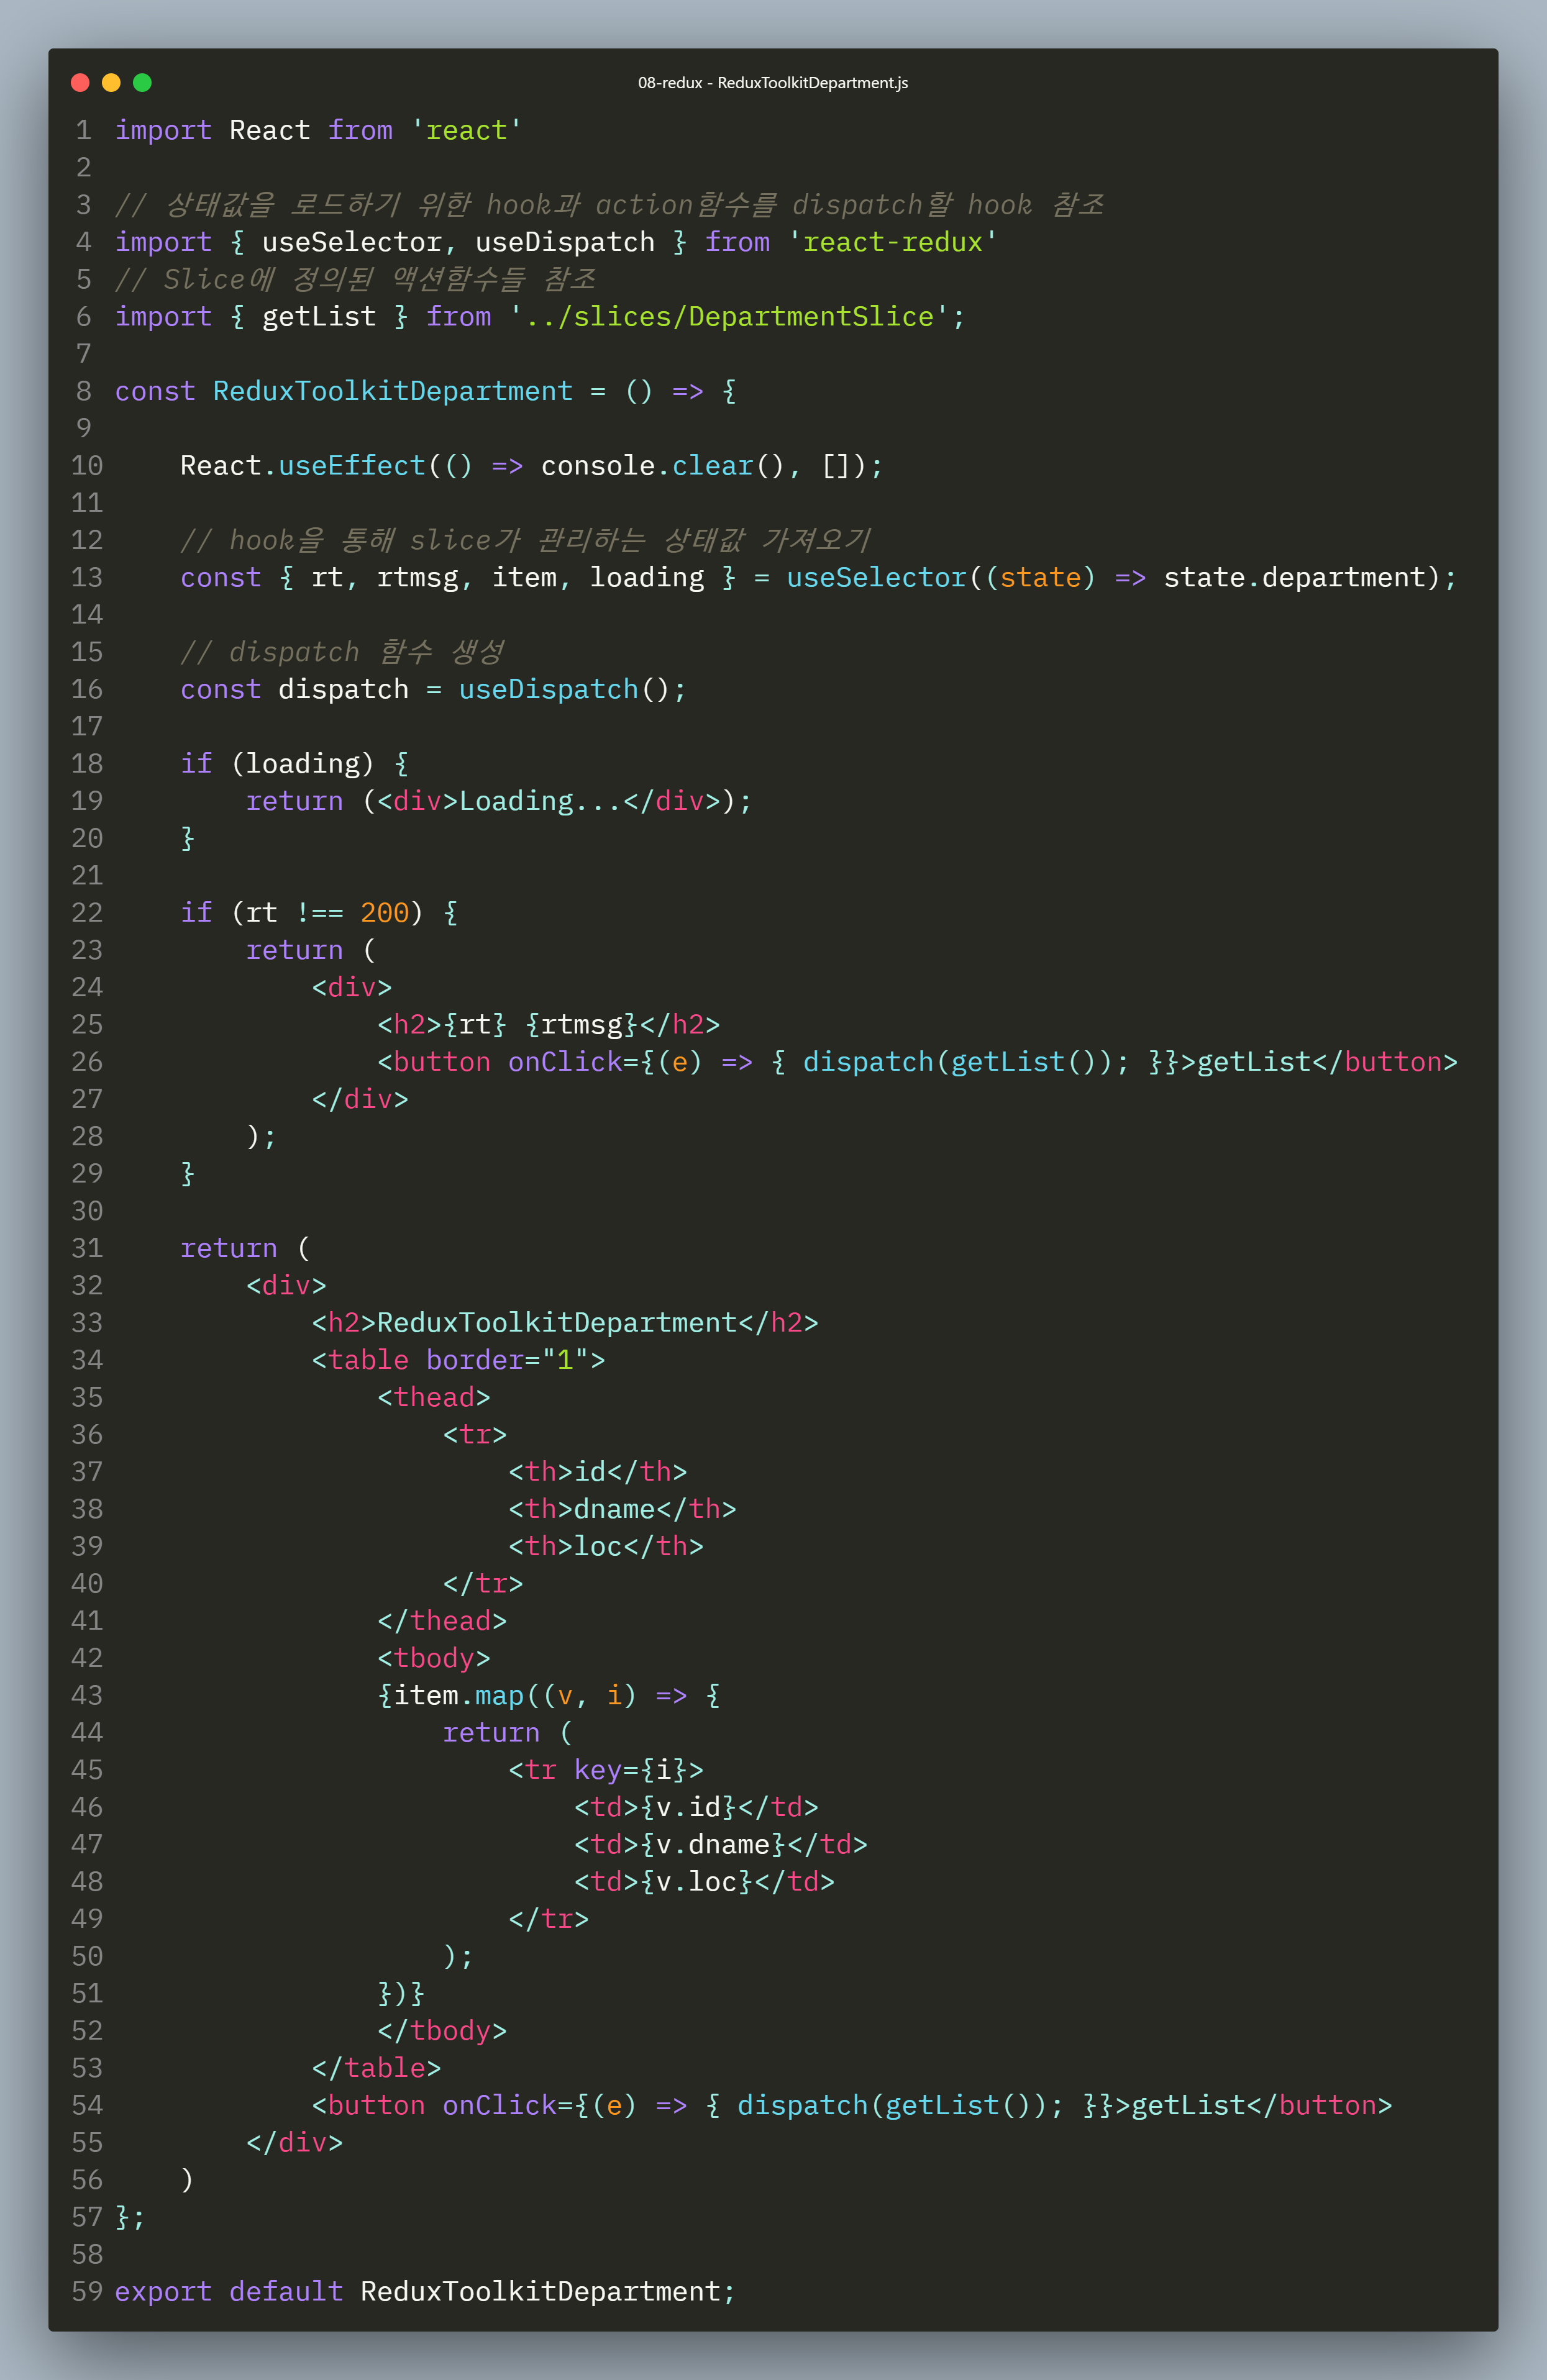 08-redux - ReduxToolkitDepartment.js
1 import React from 'react'
2
3 // 상태값을 로드하기 위한 hook과 action함수를 dispatch할 hook 참조
4 import { useSelector, useDispatch } from 'react-redux'
5 // Slice에 정의된 액션함수들 참조
6 import { getList } from '../slices/DepartmentSlice';
7
8 const ReduxToolkitDepartment = () => {
9
10     React.useEffect(() => console.clear(), []);
11
12     // hook을 통해 slice가 관리하는 상태값 가져오기
13     const { rt, rtmsg, item, loading } = useSelector((state) => state.department);
14
15     // dispatch 함수 생성
16     const dispatch = useDispatch();
17
18     if (loading) {
19         return (<div>Loading...</div>);
20     }
21
22     if (rt !== 200) {
23         return (
24             <div>
25                 <h2>{rt} {rtmsg}</h2>
26                 <button onClick={(e) => { dispatch(getList()); }}>getList</button>
27             </div>
28         );
29     }
30
31     return (
32         <div>
33             <h2>ReduxToolkitDepartment</h2>
34             <table border="1">
35                 <thead>
36                     <tr>
37                         <th>id</th>
38                         <th>dname</th>
39                         <th>loc</th>
40                     </tr>
41                 </thead>
42                 <tbody>
43                 {item.map((v, i) => {
44                     return (
45                         <tr key={i}>
46                             <td>{v.id}</td>
47                             <td>{v.dname}</td>
48                             <td>{v.loc}</td>
49                         </tr>
50                     );
51                 })}
52                 </tbody>
53             </table>
54             <button onClick={(e) => { dispatch(getList()); }}>getList</button>
55         </div>
56     )
57 };
58
59 export default ReduxToolkitDepartment;